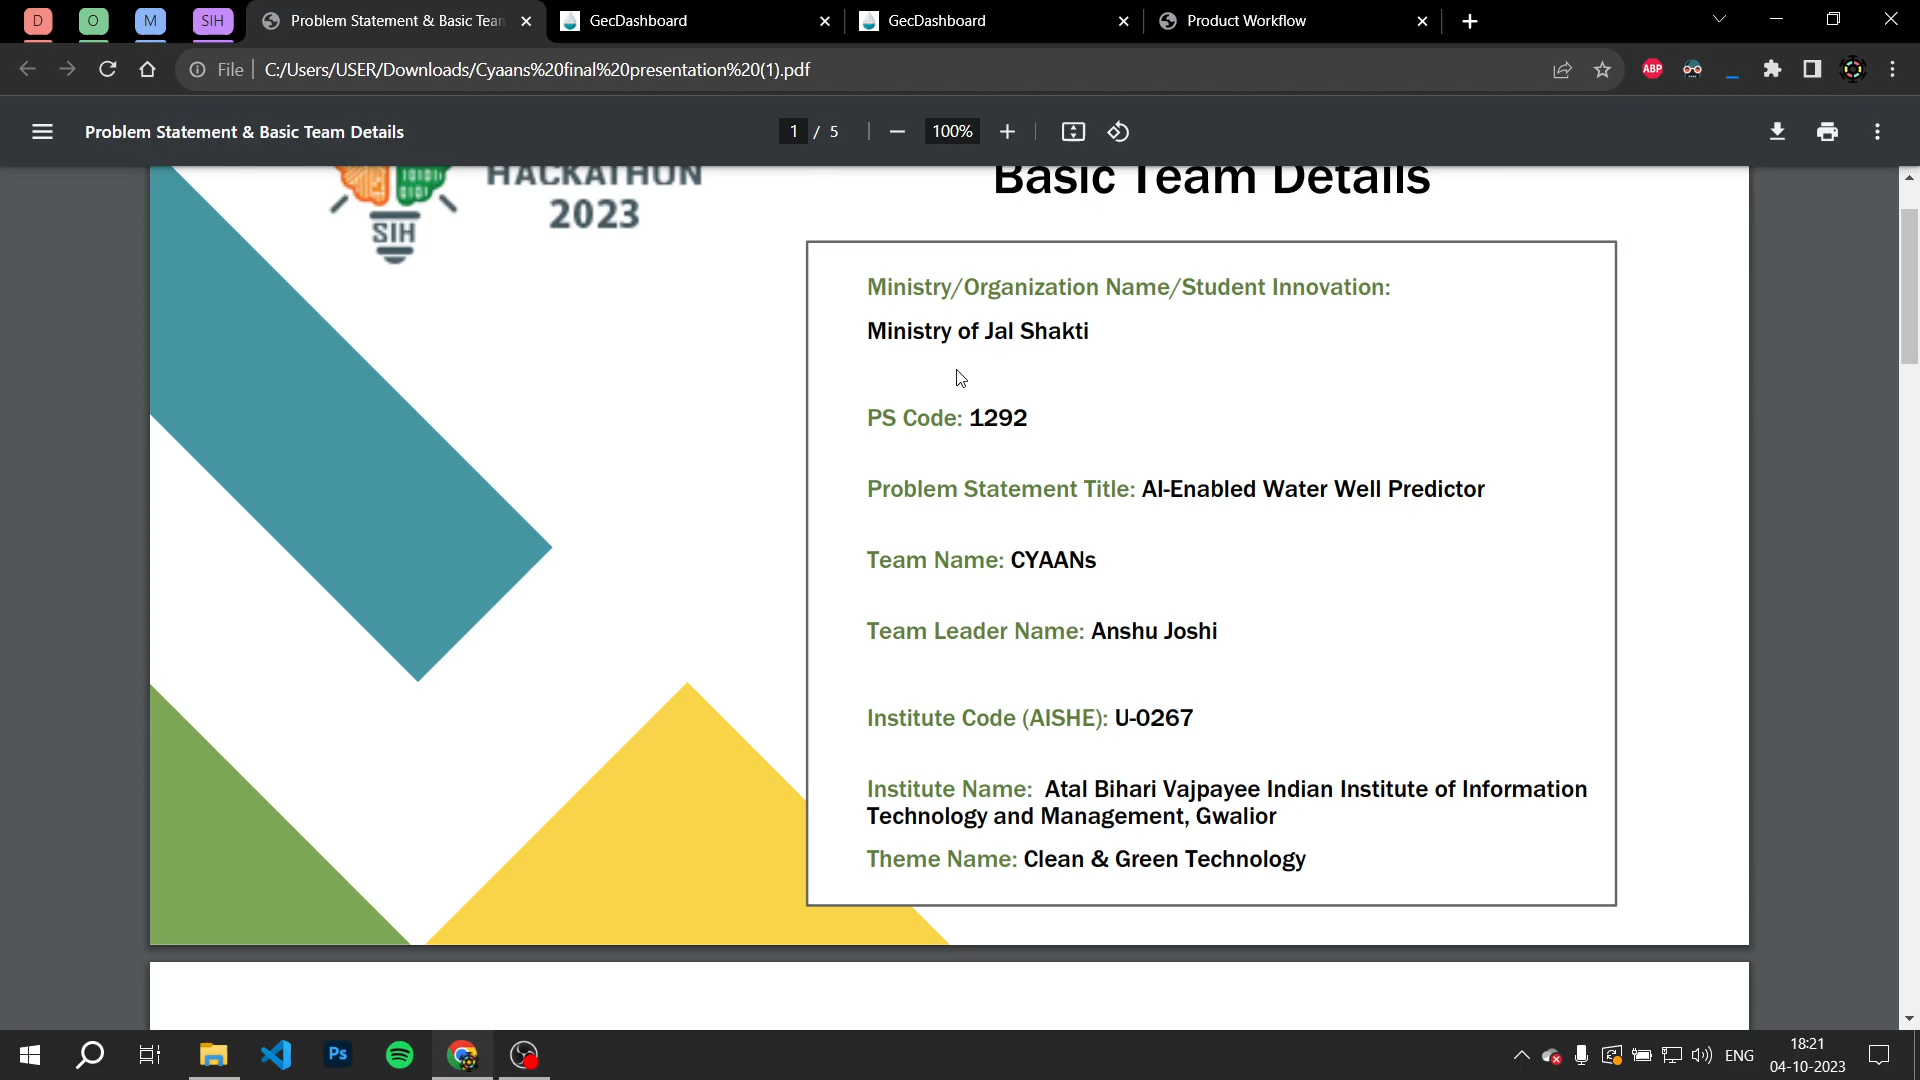 D
O
M
SIH
Problem Statement & Basic Tean
GecDashboard
GecDashboard
Product Workflow
File
C:/Users/USER/Downloads/Cyaans%20final%20presentation%20(1).pdf
ABP
Problem Statement & Basic Team Details
1 / 5
100%
HACKATHON
2023
SIH
Basic Team Details
Ministry/Organization Name/Student Innovation:
Ministry of Jal Shakti
PS Code: 1292
Problem Statement Title: AI-Enabled Water Well Predictor
Team Name: CYAANs
Team Leader Name: Anshu Joshi
Institute Code (AISHE): U-0267
Institute Name: Atal Bihari Vajpayee Indian Institute of Information
Technology and Management, Gwalior
Theme Name: Clean & Green Technology
Ps
ENG
18:21
04-10-2023